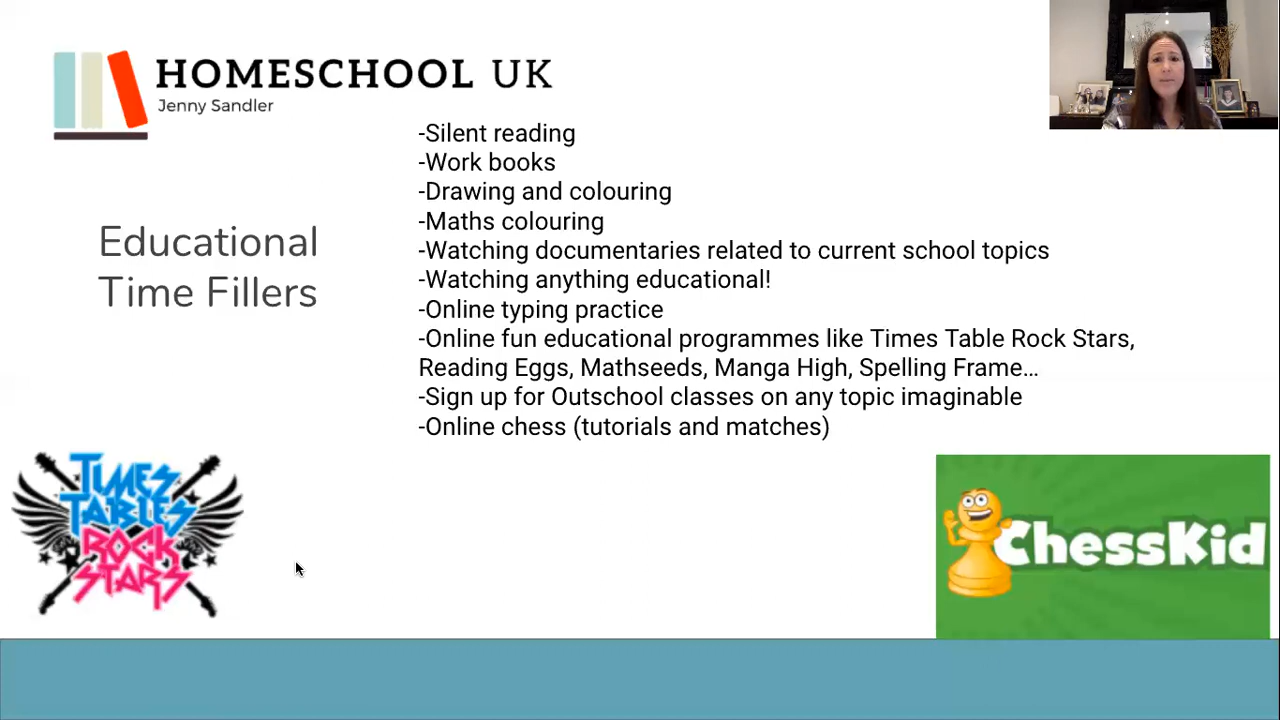 HOMESCHOOL UK
Jenny Sandler
Educational
Time Fillers
-Silent reading
-Work books
-Drawing and colouring
-Maths colouring
-Watching documentaries related to current school topics
-Watching anything educational!
-Online typing practice
-Online fun educational programmes like Times Table Rock Stars,
Reading Eggs, Mathseeds, Manga High, Spelling Frame…
-Sign up for Outschool classes on any topic imaginable
-Online chess (tutorials and matches)
TIMES
TABLES
ROCK
STARS
ChessKid